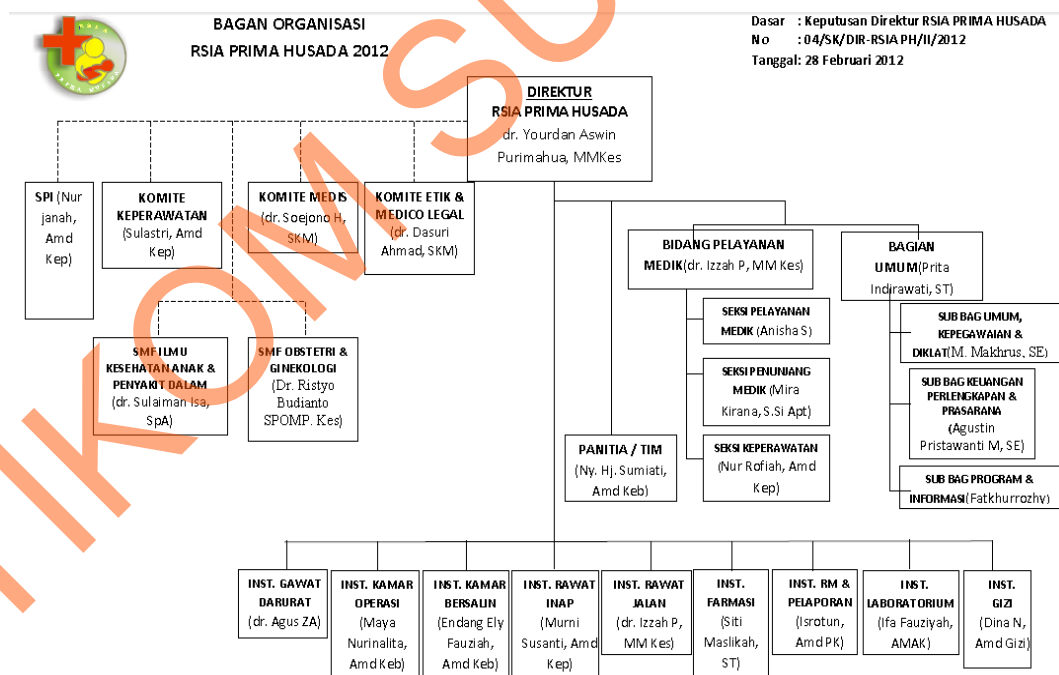 BAGAN ORGANISASI
RSIA PRIMA HUSADA 2012
Dasar : Keputusan Direktur RSIA PRIMA HUSADA
No : 04/SK/DIR-RSIA PH/II/2012
Tanggal: 28 Februari 2012
DIREKTUR
RSIA PRIMA HUSADA
dr. Yourdan Aswin
Purimahua, MMKes
SPI (Nur
janah,
Amd
Kep)
KOMITE
KEPERAWATAN
(Sulastri, Amd
Kep)
KOMITE MEDIS
(dr. Soejono H,
SKM)
KOMITE ETIK &
MEDICO LEGAL
(dr. Dasuri
Ahmad, SKM)
BIDANG PELAYANAN
MEDIK(dr. Izzah P, MM Kes)
BAGIAN
UMUM(Prita
Indirawati, ST)
SMF ILMU
KESEHATAN ANAK &
PENYAKIT DALAM
(dr. Sulaiman Isa,
SpA)
SMF OBSTETRI &
GINEKOLOGI
(Dr. Ristyo
Budianto
SPOMP. Kes)
SEKSI PELAYANAN
MEDIK (Anisha S)
SEKSI PENUNJANG
MEDIK (Mira
Kirana, S.Si Apt)
SEKSI KEPERAWATAN
(Nur Rofiah, Amd
Kep)
SUB BAG UMUM,
KEPEGAWAIAN &
DIKLAT(M. Makhrus, SE)
SUB BAG KEUANGAN
PERLENGKAPAN &
PRASARANA
(Agustin
Pristawanti M, SE)
SUB BAG PROGRAM &
INFORMASI(Fatkhurrozhy)
PANITIA / TIM
(Ny. Hj. Sumiati,
Amd Keb)
INST. GAWAT
DARURAT
(dr. Agus ZA)
INST. KAMAR
OPERASI
(Maya
Nurinalita,
Amd Keb)
INST. KAMAR
BERSALIN
(Endang Ely
Fauziah,
Amd Keb)
INST. RAWAT
INAP
(Murni
Susanti, Amd
Kep)
INST. RAWAT
JALAN
(dr. Izzah P,
MM Kes)
INST.
FARMASI
(Siti
Maslikah,
ST)
INST. RM &
PELAPORAN
(Isrotun,
Amd PK)
INST.
LABORATORIUM
(Ifa Fauziyah,
AMAK)
INST.
GIZI
(Dina N,
Amd Gizi)
IKOM SU